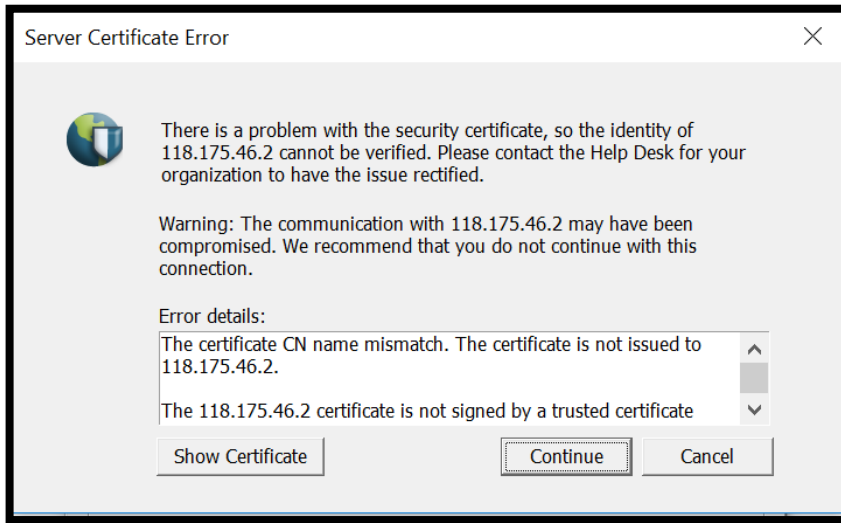 Server Certificate Error
There is a problem with the security certificate, so the identity of
118.175.46.2 cannot be verified. Please contact the Help Desk for your
organization to have the issue rectified.
Warning: The communication with 118.175.46.2 may have been
compromised. We recommend that you do not continue with this
connection.
Error details:
The certificate CN name mismatch. The certificate is not issued to
118.175.46.2.
The 118.175.46.2 certificate is not signed by a trusted certificate
Show Certificate Continue Cancel